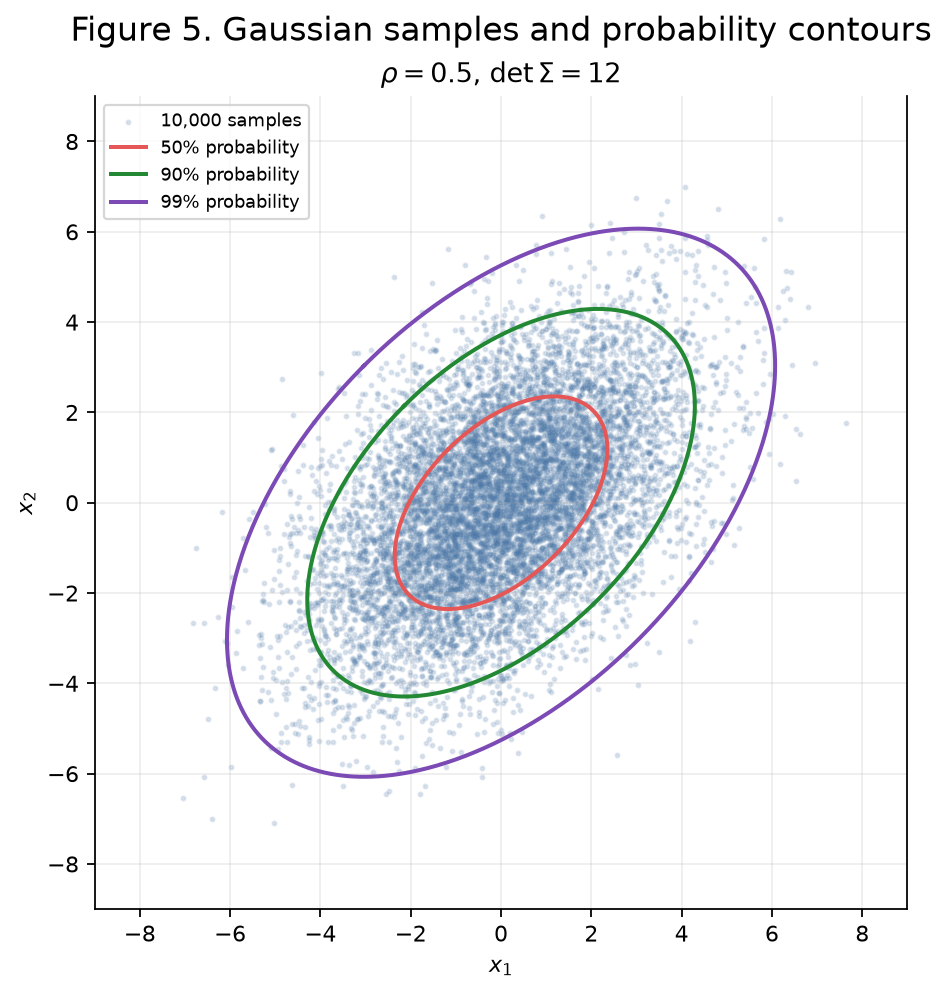 Figure 5. Gaussian samples and probability contours
ρ = 0.5, det Σ = 12
10,000 samples
50% probability
90% probability
99% probability
8
6
4
2
0
−2
−4
−6
−8
x₂
−8 −6 −4 −2 0 2 4 6 8
x₁